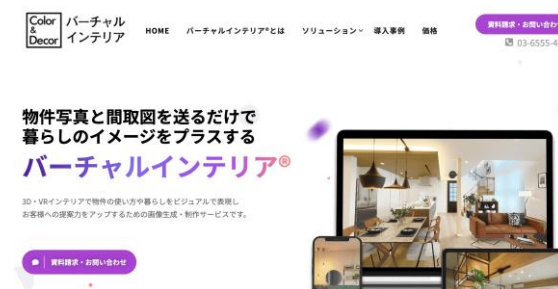 Color
&
Decor
バーチャル
インテリア
HOME
バーチャルインテリア®とは
ソリューション
導入事例
価格
資料請求・お問い合わ
03-6555-4
物件写真と間取図を送るだけで
暮らしのイメージをプラスする
バーチャルインテリア®
3D・VRインテリアで物件の使い方や暮らしをビジュアルで表現し
お客様への提案力をアップするための画像生成・制作サービスです。
資料請求・お問い合わせ